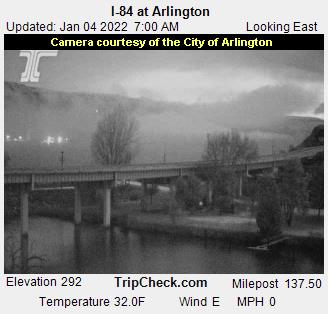 I-84 at Arlington
Updated: Jan 04 2022 7:00 AM Looking East
Camera courtesy of the City of Arlington
Elevation 292 TripCheck.com Milepost 137.50
Temperature 32.0F Wind E MPH 0